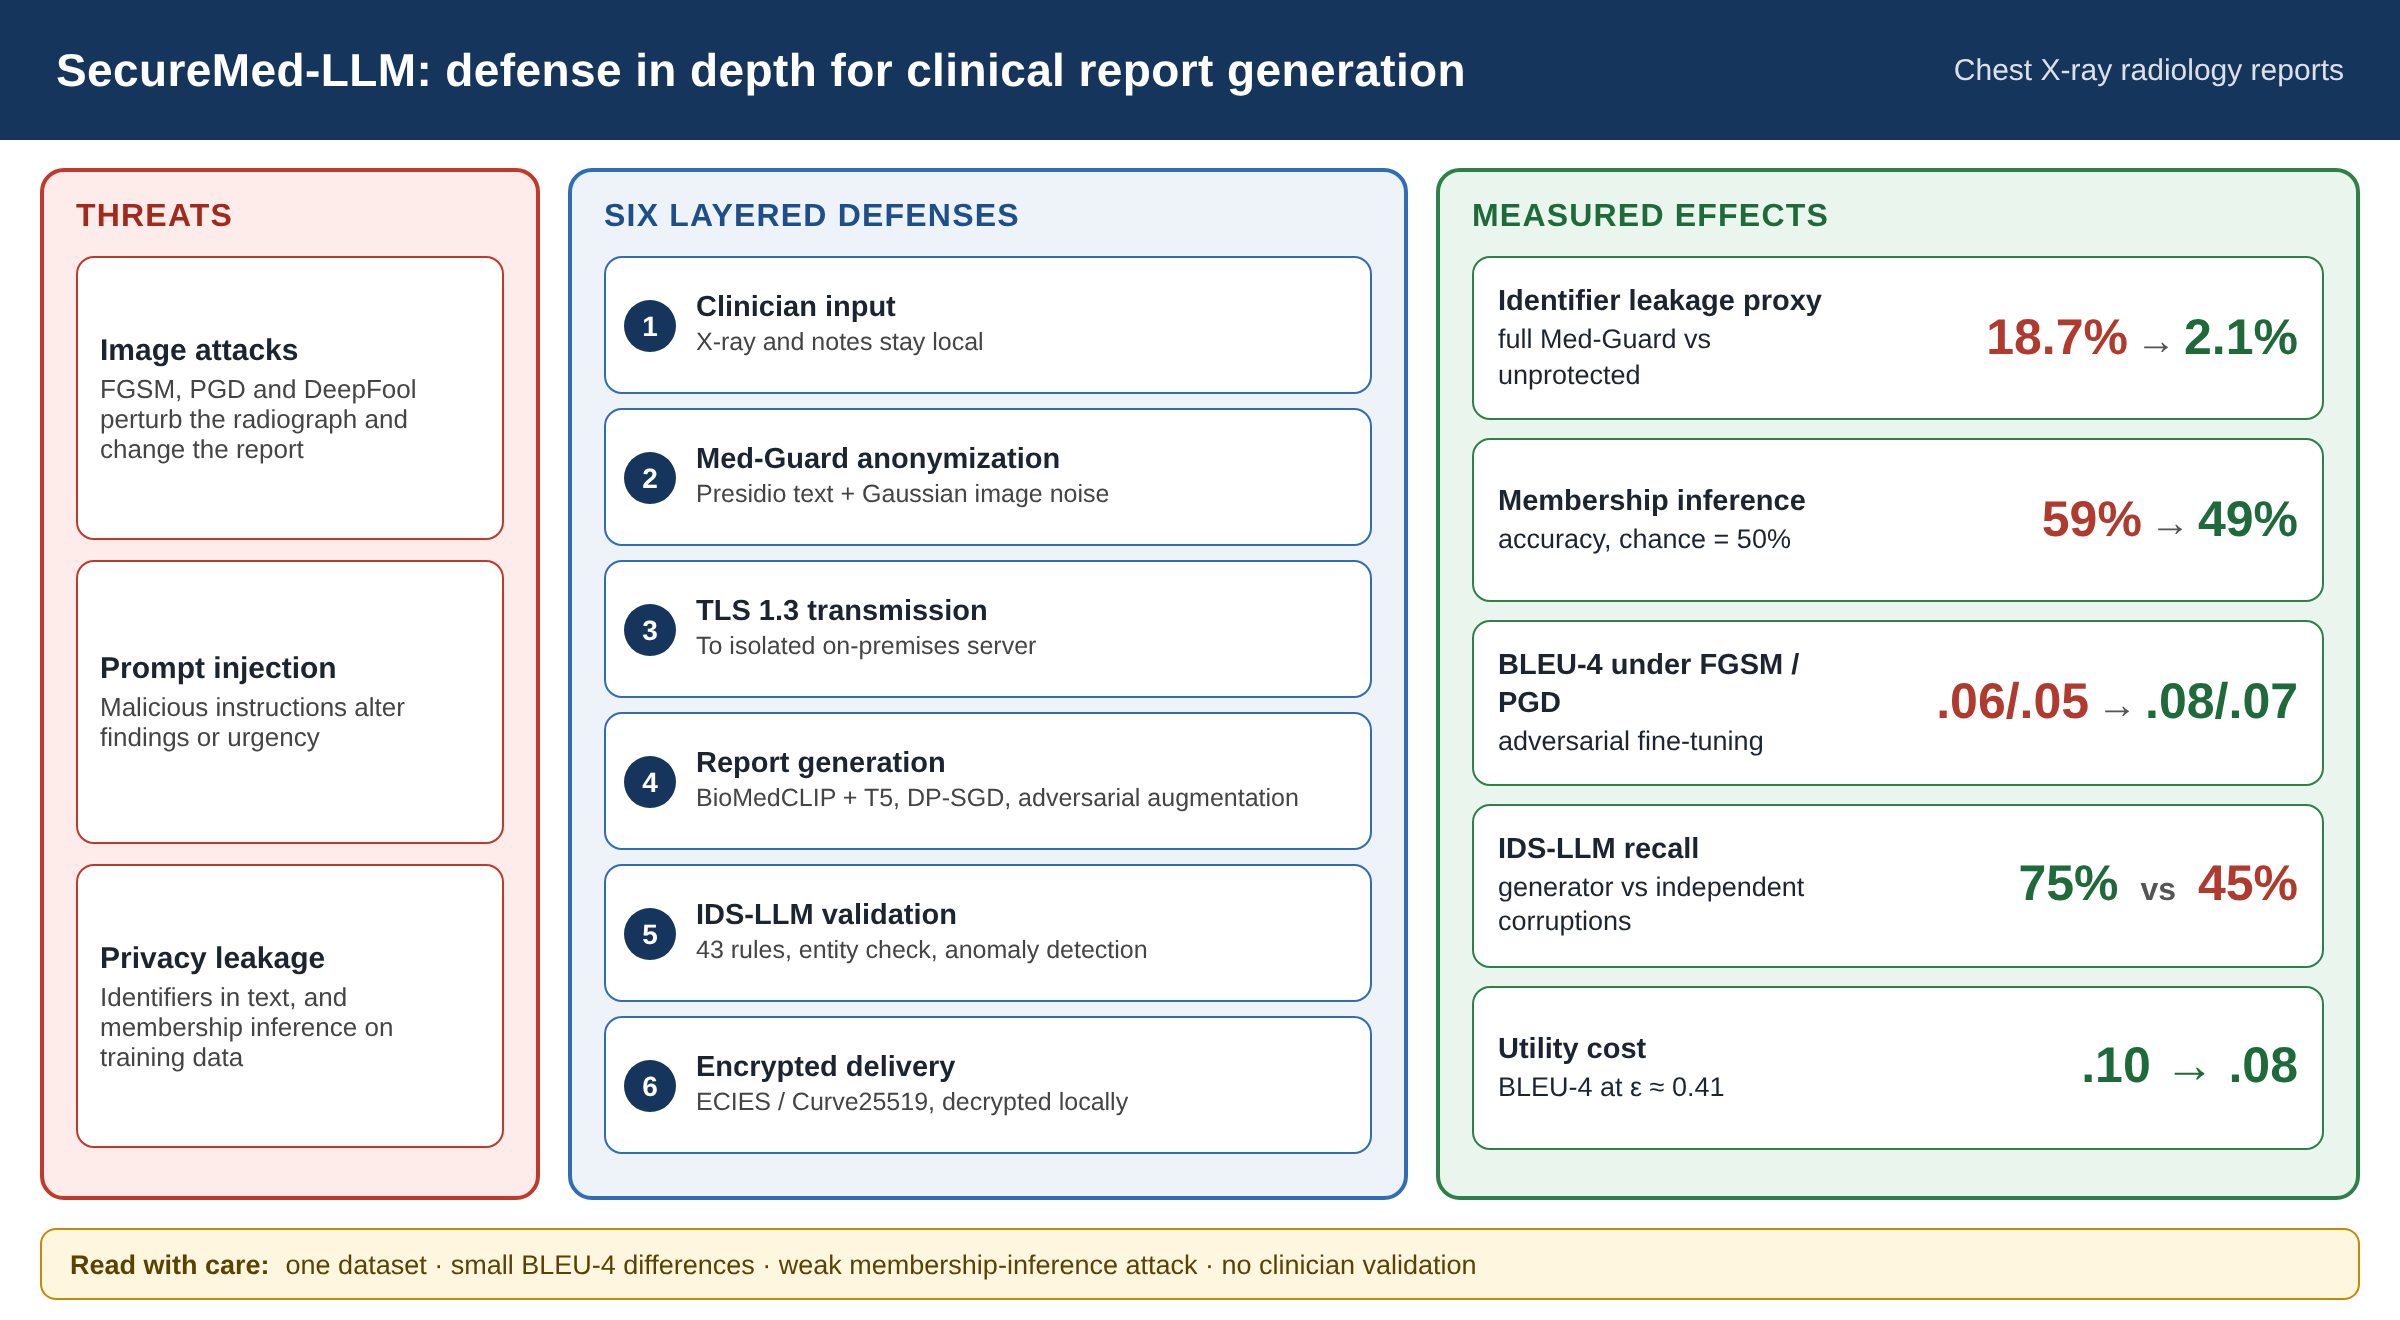 SecureMed-LLM: defense in depth for clinical report generation
Chest X-ray radiology reports
THREATS
Image attacks
FGSM, PGD and DeepFool
perturb the radiograph and
change the report
Prompt injection
Malicious instructions alter
findings or urgency
Privacy leakage
Identifiers in text, and
membership inference on
training data
SIX LAYERED DEFENSES
1
Clinician input
X-ray and notes stay local
2
Med-Guard anonymization
Presidio text + Gaussian image noise
3
TLS 1.3 transmission
To isolated on-premises server
4
Report generation
BioMedCLIP + T5, DP-SGD, adversarial augmentation
5
IDS-LLM validation
43 rules, entity check, anomaly detection
6
Encrypted delivery
ECIES / Curve25519, decrypted locally
MEASURED EFFECTS
Identifier leakage proxy
full Med-Guard vs
unprotected
18.7% → 2.1%
Membership inference
accuracy, chance = 50%
59% → 49%
BLEU-4 under FGSM /
PGD
adversarial fine-tuning
.06/.05 → .08/.07
IDS-LLM recall
generator vs independent
corruptions
75% vs 45%
Utility cost
BLEU-4 at ε ≈ 0.41
.10 → .08
Read with care: one dataset · small BLEU-4 differences · weak membership-inference attack · no clinician validation